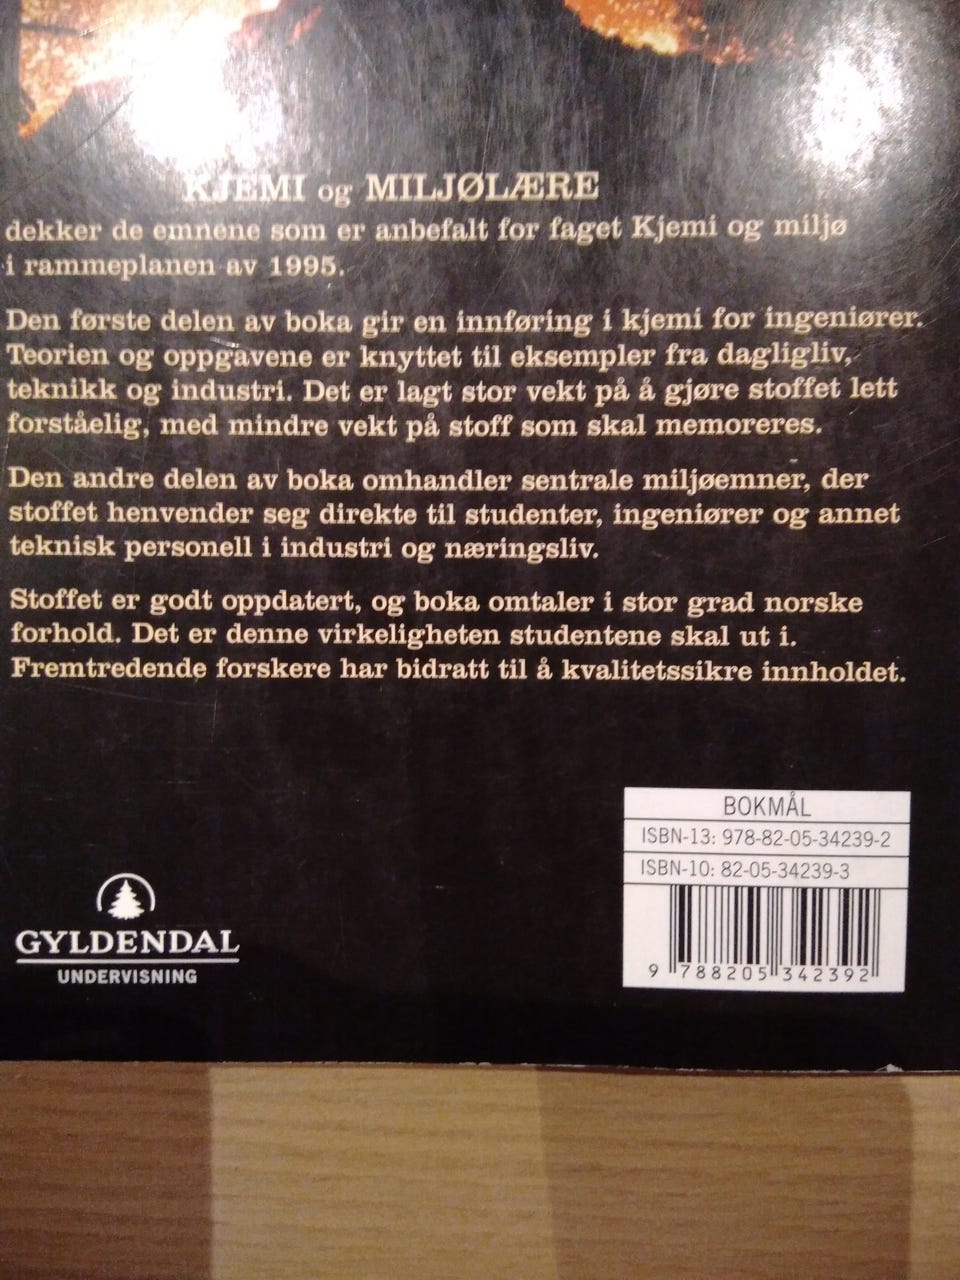 KJEMI og MILJØLÆRE
dekker de emnene som er anbefalt for faget Kjemi og miljø
i rammeplanen av 1995.
Den første delen av boka gir en innføring i kjemi for ingeniører.
Teorien og oppgavene er knyttet til eksempler fra dagligliv,
teknikk og industri. Det er lagt stor vekt på å gjøre stoffet lett
forståelig, med mindre vekt på stoff som skal memoreres.
Den andre delen av boka omhandler sentrale miljøemner, der
stoffet henvender seg direkte til studenter, ingeniører og annet
teknisk personell i industri og næringsliv.
Stoffet er godt oppdatert, og boka omtaler i stor grad norske
forhold. Det er denne virkeligheten studentene skal ut i.
Fremtredende forskere har bidratt til å kvalitetssikre innholdet.
BOKMÅL
ISBN-13: 978-82-05-34239-2
ISBN-10: 82-05-34239-3
9 788205 342392
GYLDENDAL
UNDERVISNING